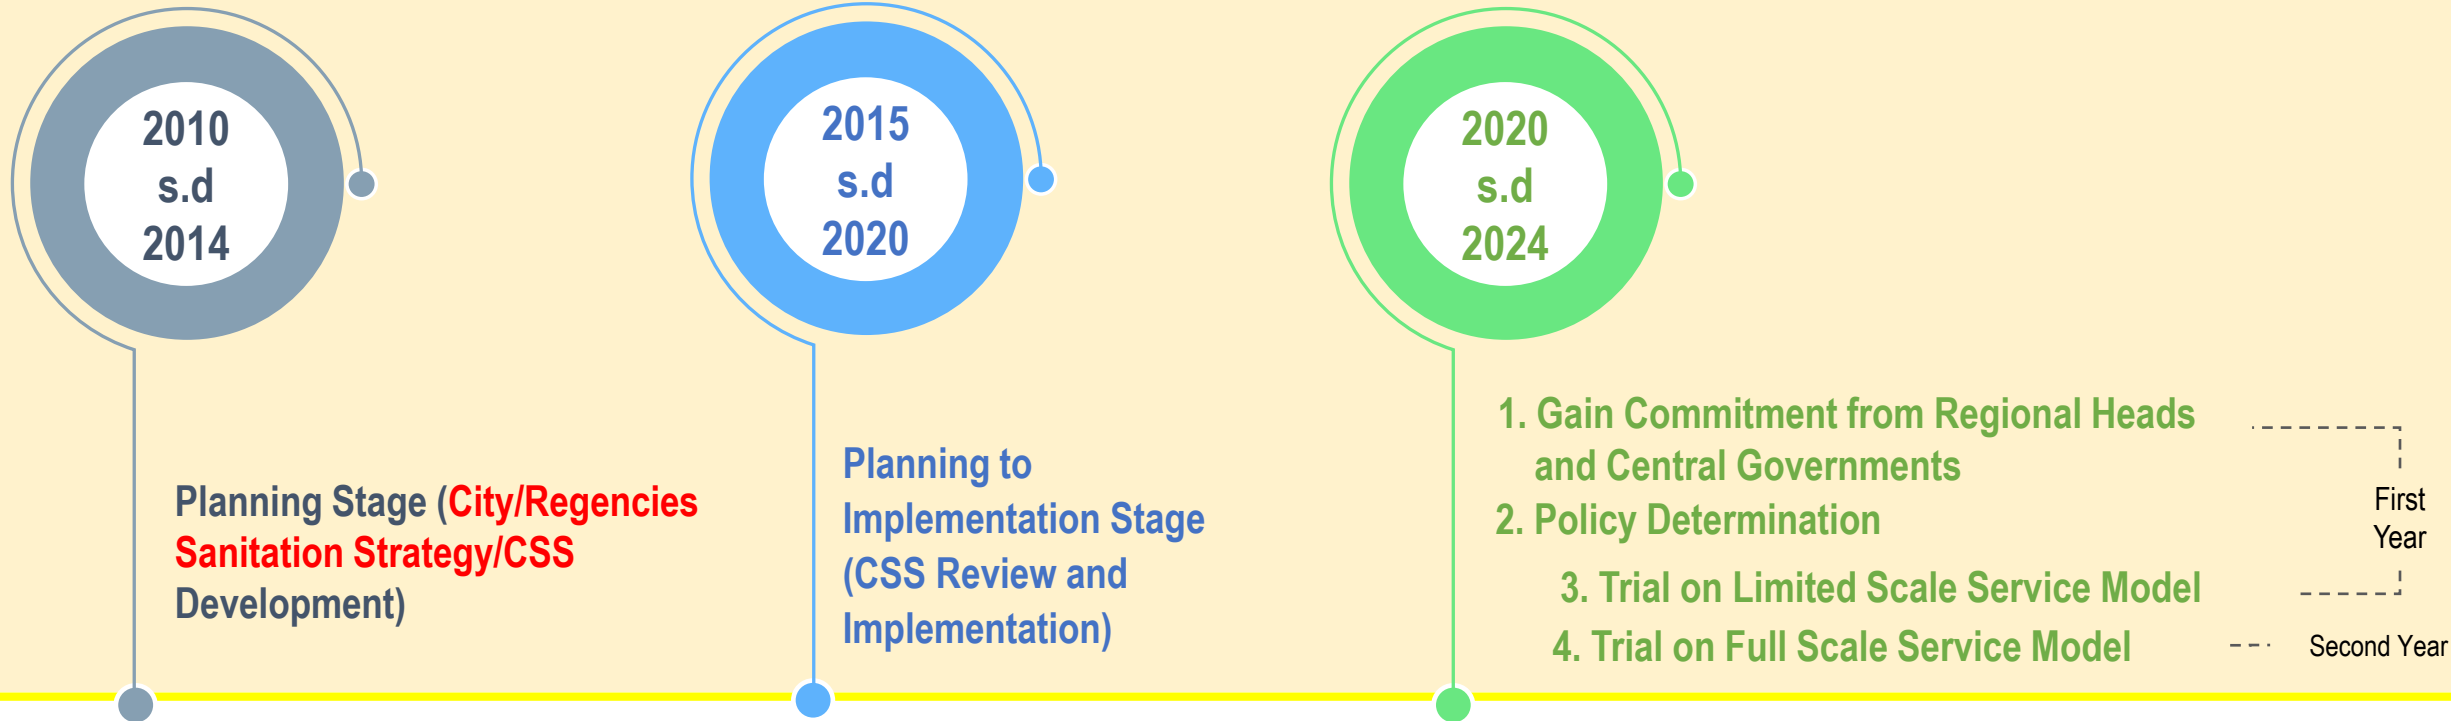 2010
s.d
2014
Planning Stage (City/Regencies
Sanitation Strategy/CSS
Development)
2015
s.d
2020
Planning to
Implementation Stage
(CSS Review and
Implementation)
2020
s.d
2024
1. Gain Commitment from Regional Heads
and Central Governments
2. Policy Determination
3. Trial on Limited Scale Service Model
4. Trial on Full Scale Service Model
First
Year
Second Year